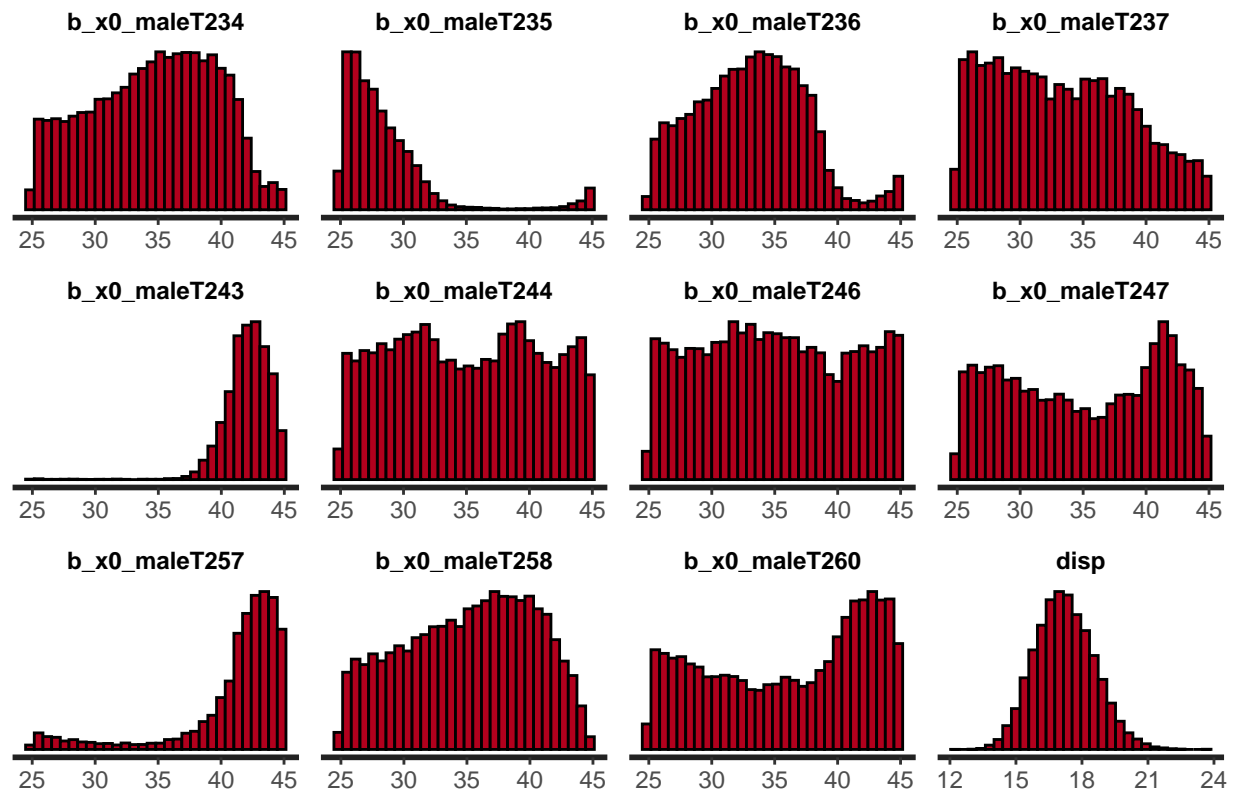 b_x0_maleT234 b_x0_maleT235 b_x0_maleT236 b_x0_maleT237
25 30 35 40 45 25 30 35 40 45 25 30 35 40 45 25 30 35 40 45
b_x0_maleT243 b_x0_maleT244 b_x0_maleT246 b_x0_maleT247
25 30 35 40 45 25 30 35 40 45 25 30 35 40 45 25 30 35 40 45
b_x0_maleT257 b_x0_maleT258 b_x0_maleT260 disp
25 30 35 40 45 25 30 35 40 45 25 30 35 40 45 12 15 18 21 24